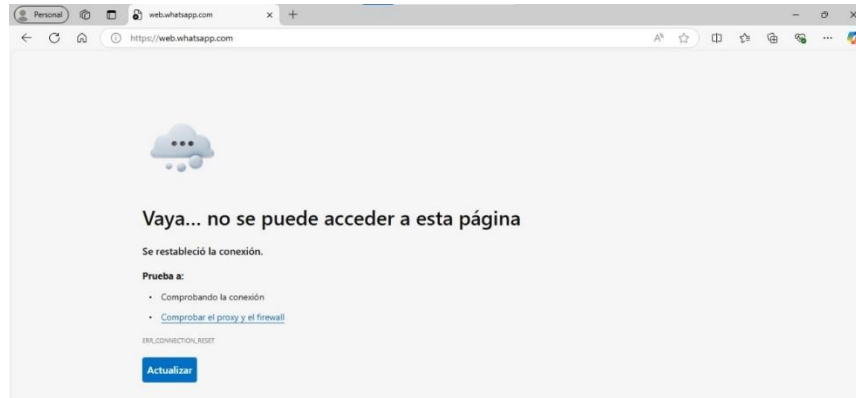 Personal
web.whatsapp.com
https://web.whatsapp.com
Vaya... no se puede acceder a esta página
Se restableció la conexión.
Prueba a:
• Comprobando la conexión
• Comprobar el proxy y el firewall
ERR_CONNECTION_RESET
Actualizar